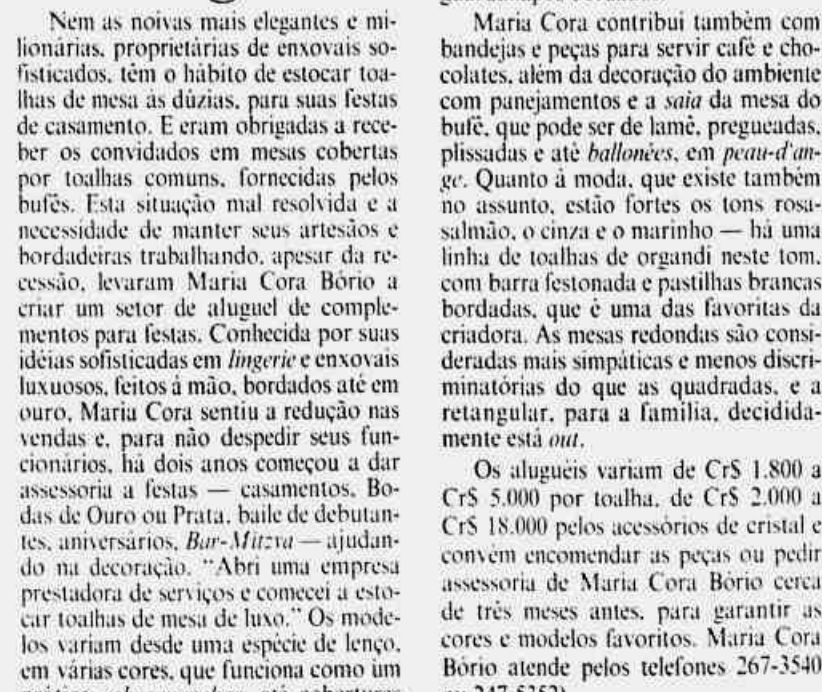 Nem as noivas mais elegantes e mi-
lionárias, proprietárias de enxovais so-
fisticados, têm o hábito de estocar toa-
lhas de mesa às dúzias, para suas festas
de casamento. E eram obrigadas a rece-
ber os convidados em mesas cobertas
por toalhas comuns, fornecidas pelos
bufês. Esta situação mal resolvida e a
necessidade de manter seus artesãos e
bordadeiras trabalhando, apesar da re-
cessão, levaram Maria Cora Bório a
criar um setor de aluguel de comple-
mentos para festas. Conhecida por suas
idéias sofisticadas em lingerie e enxovais
luxuosos, feitos à mão, bordados até em
ouro, Maria Cora sentiu a redução nas
vendas e, para não despedir seus fun-
cionários, há dois anos começou a dar
assessoria a festas — casamentos, Bo-
das de Ouro ou Prata, baile de debutan-
tes, aniversários, Bar-Mitzva — ajudan-
do na decoração. "Abri uma empresa
prestadora de serviços e comecei a esto-
car toalhas de mesa de luxo." Os mode-
los variam desde uma espécie de lenço,
em várias cores, que funciona como um
Maria Cora contribui também com
bandejas e peças para servir café e cho-
colates, além da decoração do ambiente
com panejamentos e a saia da mesa do
bufê, que pode ser de lamê, pregueadas,
plissadas e até ballonées, em peau-d'an-
ge. Quanto à moda, que existe também
no assunto, estão fortes os tons rosa-
salmão, o cinza e o marinho — há uma
linha de toalhas de organdi neste tom,
com barra festonada e pastilhas brancas
bordadas, que é uma das favoritas da
criadora. As mesas redondas são consi-
deradas mais simpáticas e menos discri-
minatórias do que as quadradas, e a
retangular, para a família, decidida-
mente está out.
Os aluguéis variam de Cr$ 1.800 a
Cr$ 5.000 por toalha, de Cr$ 2.000 a
Cr$ 18.000 pelos acessórios de cristal e
convém encomendar as peças ou pedir
assessoria de Maria Cora Bório cerca
de três meses antes, para garantir as
cores e modelos favoritos. Maria Cora
Bório atende pelos telefones 267-3540